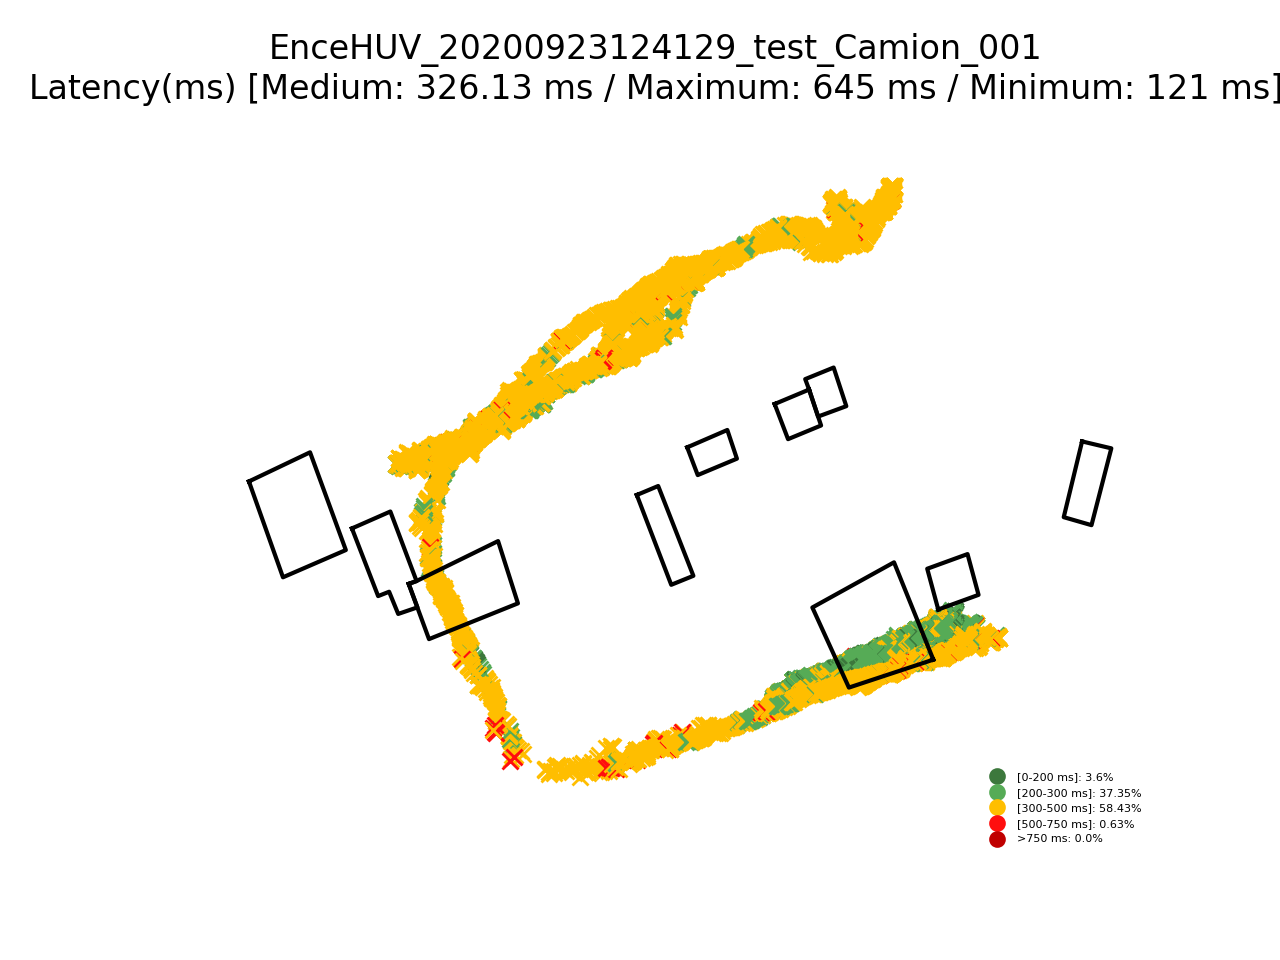 EnceHUV_20200923124129_test_Camion_001
Latency(ms) [Medium: 326.13 ms / Maximum: 645 ms / Minimum: 121 ms]
[0-200 ms]: 3.6%
[200-300 ms]: 37.35%
[300-500 ms]: 58.43%
[500-750 ms]: 0.63%
>750 ms: 0.0%